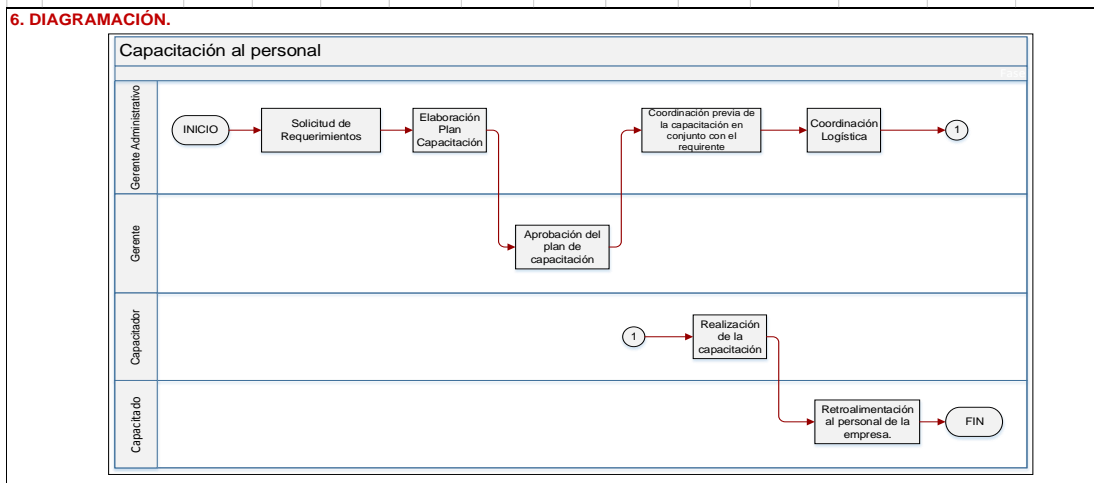 6. DIAGRAMACIÓN.
Capacitación al personal
Fase
Gerente Administrativo
INICIO
Solicitud de
Requerimientos
Elaboración
Plan
Capacitación
Coordinación previa de
la capacitación en
conjunto con el
requirente
Coordinación
Logística
1
Gerente
Aprobación del
plan de
capacitación
Capacitador
1
Realización
de la
capacitación
Capacitado
Retroalimentación
al personal de la
empresa.
FIN